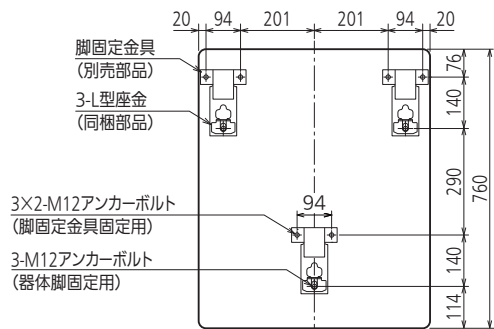 20 94 201 201 94 20
脚固定金具
(別売部品)
3-L型座金
(同梱部品)
76
140
290
760
3×2-M12アンカーボルト
(脚固定金具固定用)
94
3-M12アンカーボルト
(器体脚固定用)
140
114